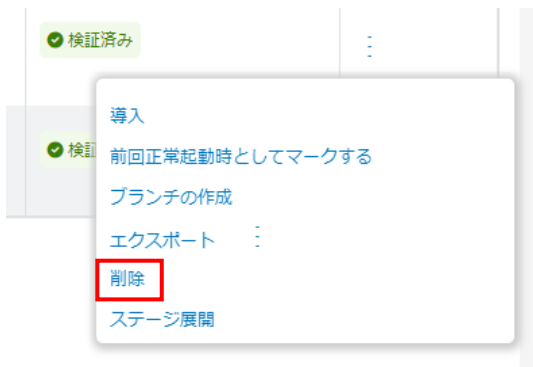 検証済み
導入
検証
前回正常起動時としてマークする
ブランチの作成
エクスポート
削除
ステージ展開